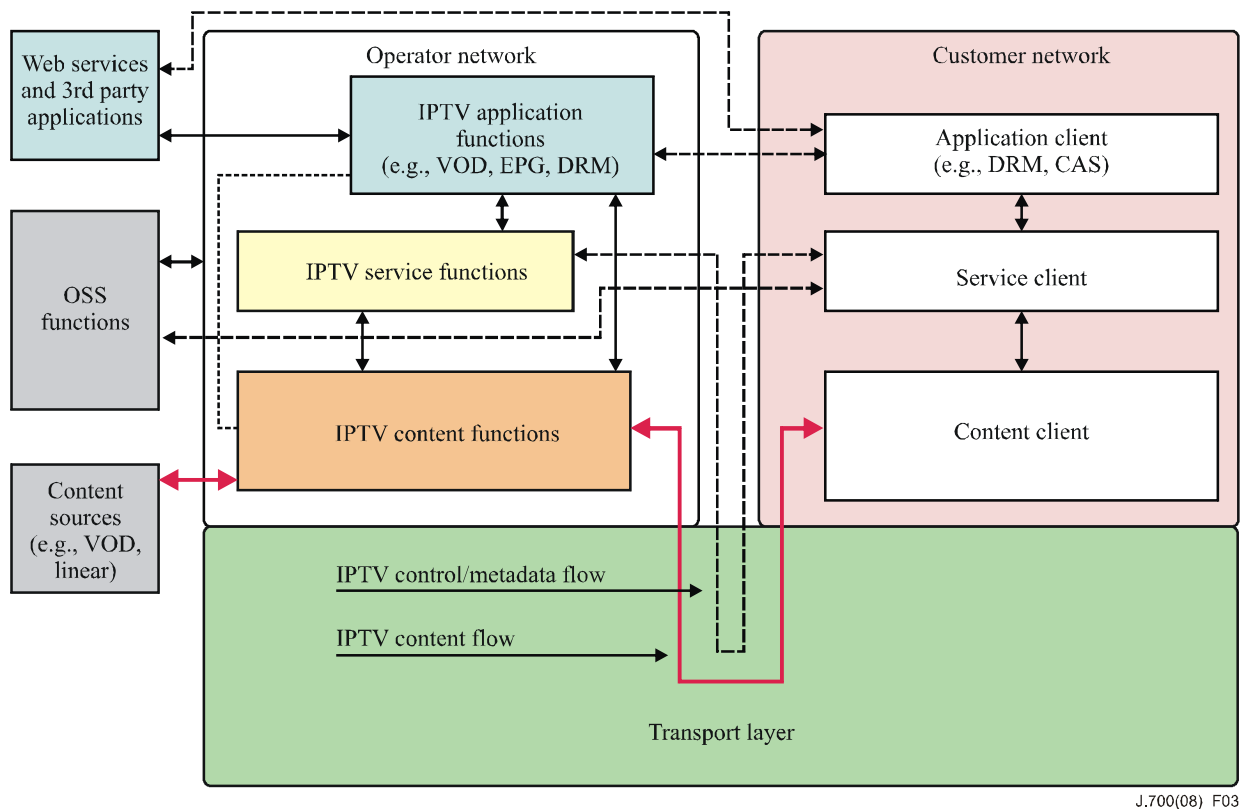 Web services
and 3rd party
applications
Operator network
Customer network
IPTV application
functions
(e.g., VOD, EPG, DRM)
Application client
(e.g., DRM, CAS)
OSS
functions
IPTV service functions
Service client
IPTV content functions
Content client
Content
sources
(e.g., VOD,
linear)
IPTV control/metadata flow
IPTV content flow
Transport layer
J.700(08)_F03